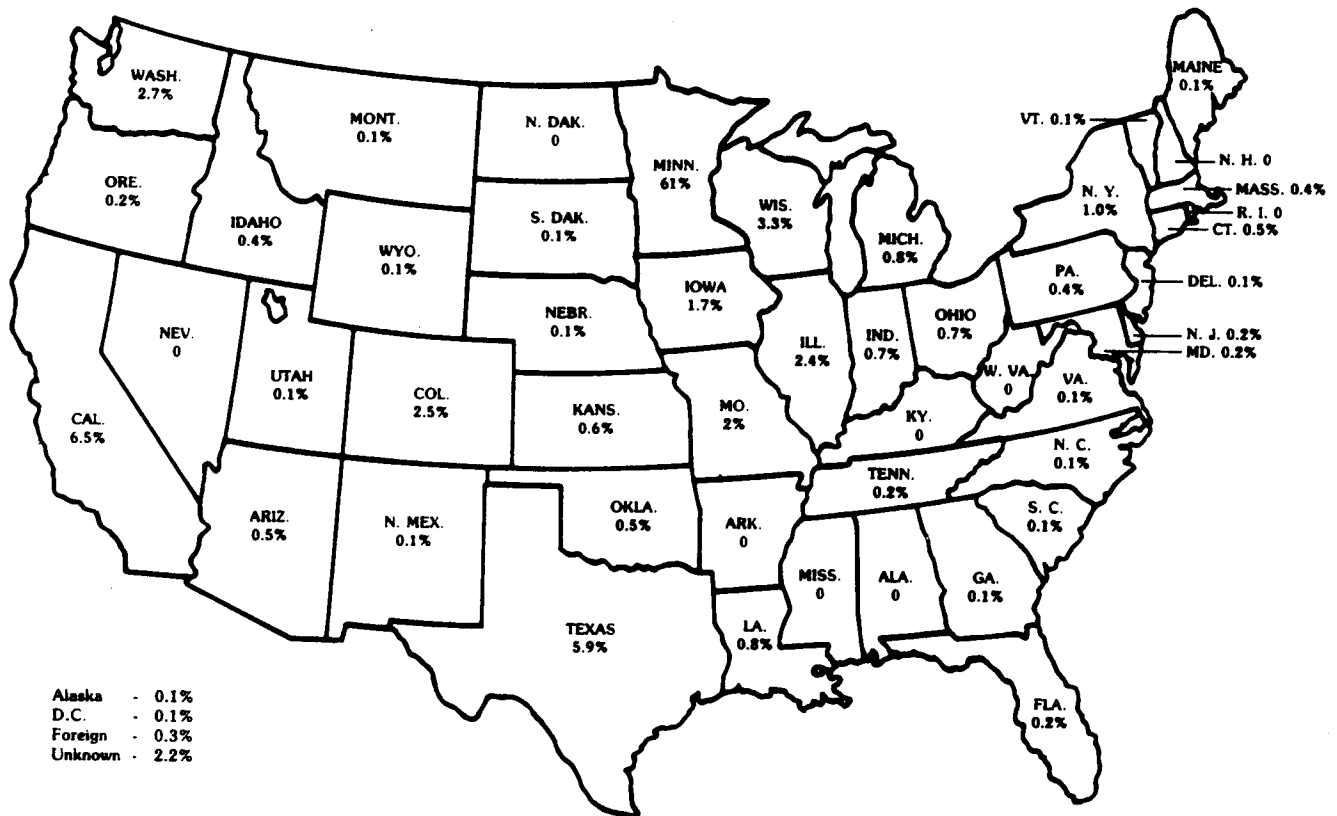 WASH.
2.7%
MONT.
0.1%
N. DAK.
0
MINN.
61%
MAINE
0.1%
VT. 0.1%
N. H. 0
MASS. 0.4%
R. I. 0
CT. 0.5%
ORE.
0.2%
IDAHO
0.4%
WYO.
0.1%
S. DAK.
0.1%
WIS.
3.3%
MICH.
0.8%
N. Y.
1.0%
PA.
0.4%
DEL. 0.1%
N. J. 0.2%
MD. 0.2%
NEV.
0
UTAH
0.1%
COL.
2.5%
NEBR.
0.1%
IOWA
1.7%
ILL.
2.4%
IND.
0.7%
OHIO
0.7%
W. VA.
0
VA.
0.1%
CAL.
6.5%
KANS.
0.6%
MO.
2%
KY.
0
N. C.
0.1%
TENN.
0.2%
S. C.
0.1%
ARIZ.
0.5%
N. MEX.
0.1%
OKLA.
0.5%
ARK.
0
MISS.
0
ALA.
0
GA.
0.1%
TEXAS
5.9%
LA.
0.8%
FLA.
0.2%
Alaska - 0.1%
D.C. - 0.1%
Foreign - 0.3%
Unknown - 2.2%